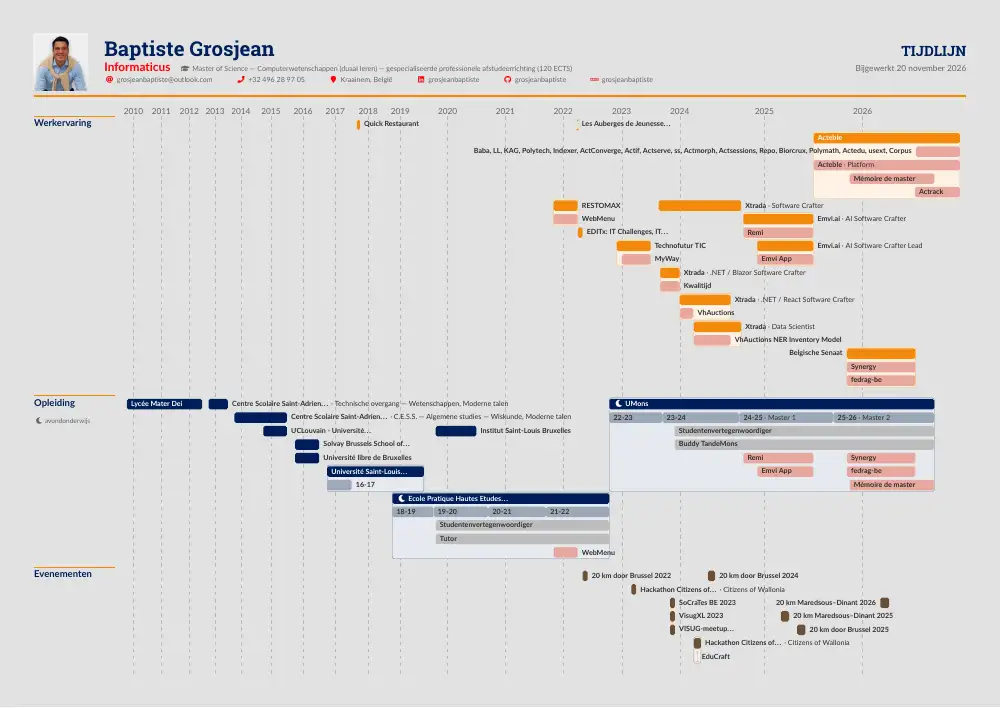 Baptiste Grosjean
TIJDLIJN
Informaticus Master of Science — Computerwetenschappen (duaal leren) — gespecialiseerde professionele afstudeerrichting (120 ECTS)
Bijgewerkt 20 november 2026
grosjeanbaptiste@outlook.com +32 496 28 97 05 Kraainem, België grosjeanbaptiste grosjeanbaptiste grosjeanbaptiste
2010 2011 2012 2013 2014 2015 2016 2017 2018 2019 2020 2021 2022 2023 2024 2025 2026
Werkervaring
Quick Restaurant Les Auberges de Jeunesse...
Acteble
Baba, LL, KAG, Polytech, Indexer, ActConverge, Actif, Actserve, ss, Actmorph, Actsessions, Repo, Biorcrux, Polymath, Actedu, usext, Corpus
Acteble · Platform
Mémoire de master
Actrack
RESTOMAX Xtrada · Software Crafter
WebMenu Emvi.ai · AI Software Crafter
EDITx: IT Challenges, IT... Remi
Technofutur TIC Emvi.ai · AI Software Crafter Lead
MyWay Emvi App
Xtrada · .NET / Blazor Software Crafter
Kwalitijd
Xtrada · .NET / React Software Crafter
VhAuctions
Xtrada · Data Scientist
VhAuctions NER Inventory Model
Belgische Senaat
Synergy
fedrag-be
Opleiding
avondonderwijs
Lycée Mater Dei Centre Scolaire Saint-Adrien... · Technische overgang — Wetenschappen, Moderne talen UMons
Centre Scolaire Saint-Adrien... · C.E.S.S. — Algemene studies — Wiskunde, Moderne talen 22-23 23-24 24-25 · Master 1 25-26 · Master 2
UCLouvain - Université... Institut Saint-Louis Bruxelles Studentenvertegenwoordiger
Solvay Brussels School of... Buddy TandeMons
Université libre de Bruxelles Remi Synergy
Université Saint-Louis... Emvi App fedrag-be
16-17 Mémoire de master
Ecole Pratique Hautes Etudes...
18-19 19-20 20-21 21-22
Studentenvertegenwoordiger
Tutor
WebMenu
Evenementen
20 km door Brussel 2022 20 km door Brussel 2024
Hackathon Citizens of... · Citizens of Wallonia
SoCraTes BE 2023 20 km Maredsous–Dinant 2026
VisugXL 2023 20 km Maredsous–Dinant 2025
VISUG-meetup... 20 km door Brussel 2025
Hackathon Citizens of... · Citizens of Wallonia
EduCraft